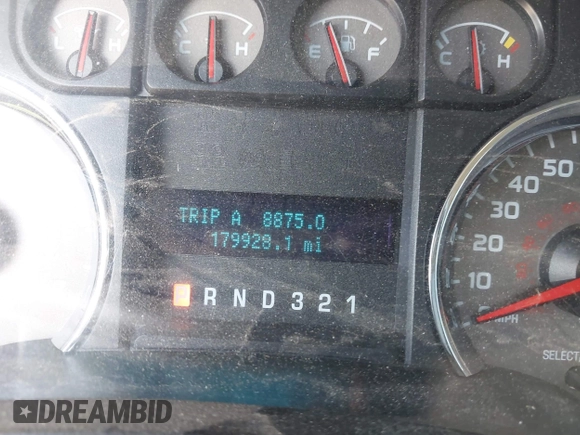 L H
C H
E F
C H
TRIP A 8875.0
179928.1 mi
R N D 3 2 1
50
40
30
20
10
MPH
SELECT/
DREAMBID